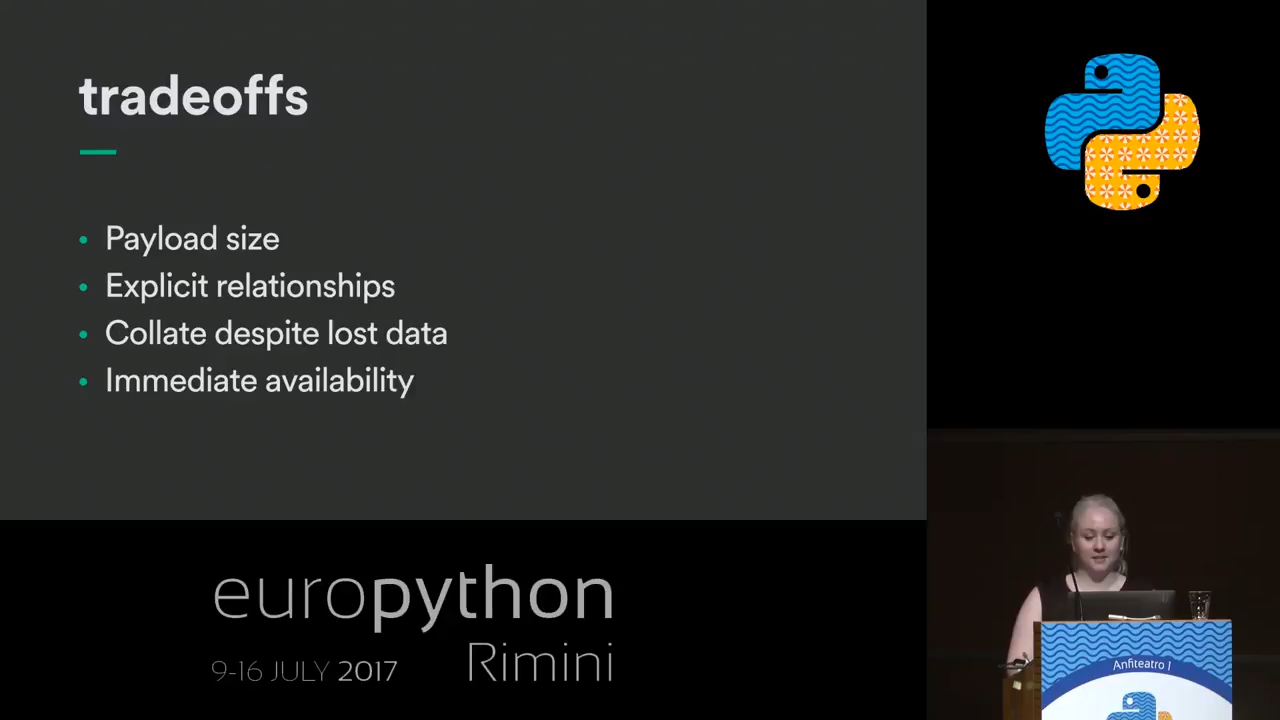 tradeoffs
• Payload size
• Explicit relationships
• Collate despite lost data
• Immediate availability
europython
9-16 JULY 2017 Rimini
Anfiteatro I